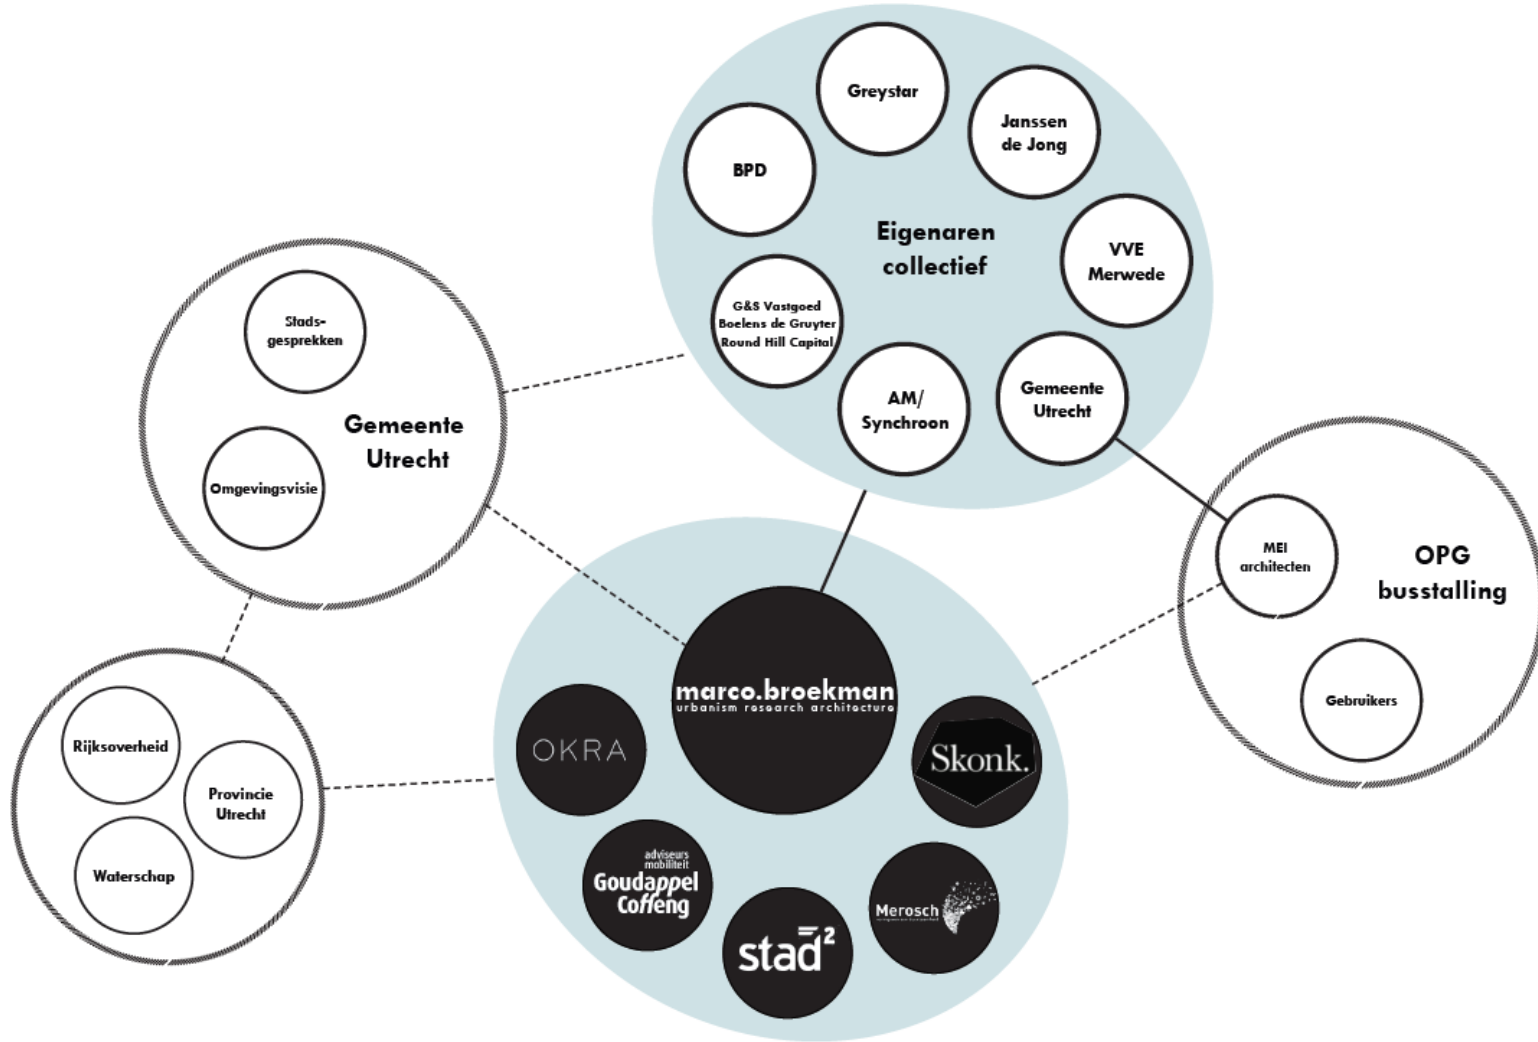 Greystar
Janssen
de Jong
BPD
Eigenaren
collectief
VVE
Merwede
G&S Vastgoed
Boelens de Gruyter
Round Hill Capital
AM/
Synchroon
Gemeente
Utrecht
Stads-
gesprekken
Gemeente
Utrecht
Omgevingsvisie
MEI
architecten
OPG
busstalling
Gebruikers
marco.broekman
urbanism research architecture
OKRA
Skonk.
Rijksoverheid
Provincie
Utrecht
Waterschap
adviseurs
mobiliteit
Goudappel
Coffeng
Merosch
stad²